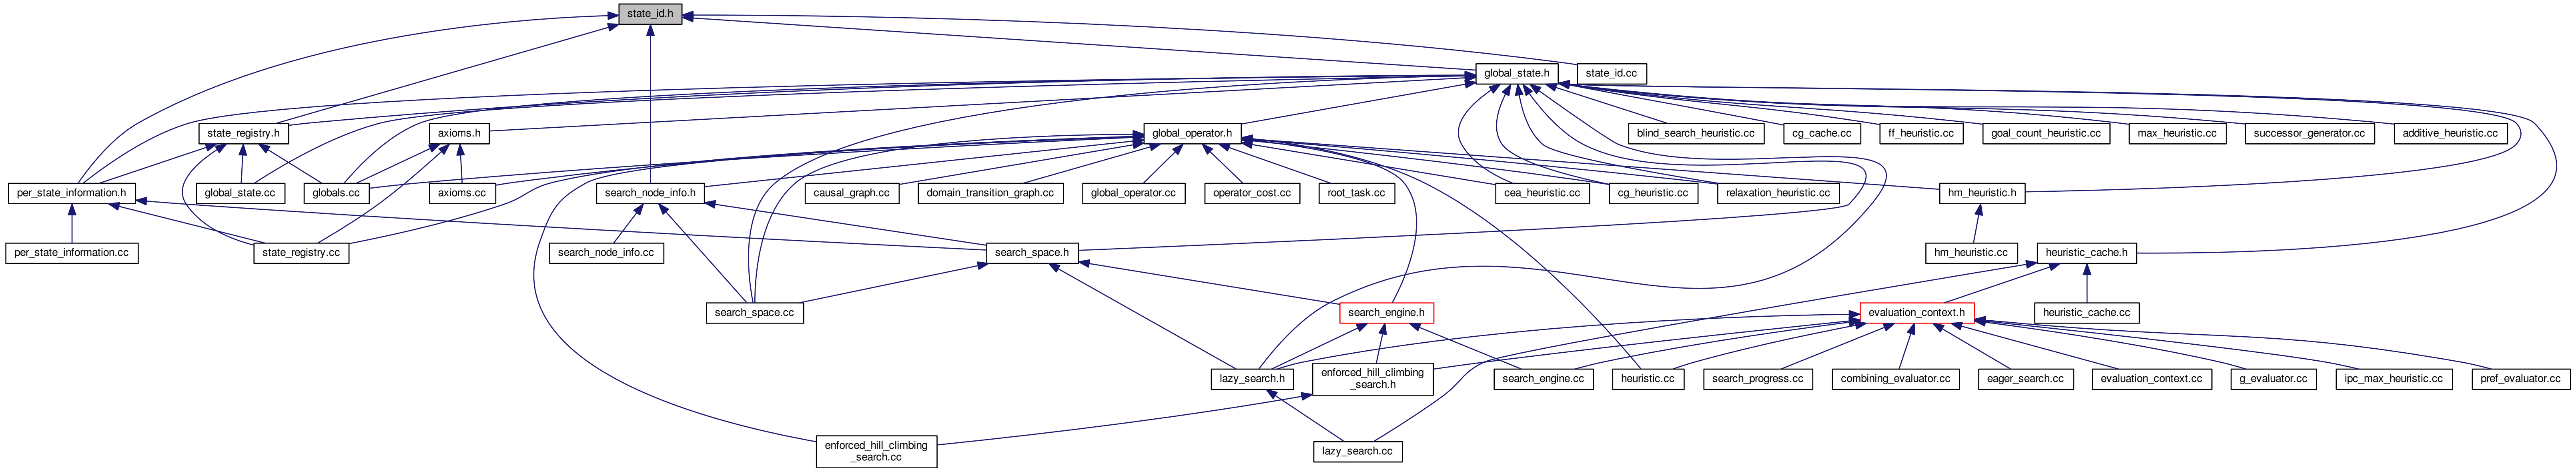 state_id.h
global_state.h
state_id.cc
state_registry.h
axioms.h
global_operator.h
blind_search_heuristic.cc
cg_cache.cc
ff_heuristic.cc
goal_count_heuristic.cc
max_heuristic.cc
successor_generator.cc
additive_heuristic.cc
per_state_information.h
global_state.cc
globals.cc
axioms.cc
search_node_info.h
causal_graph.cc
domain_transition_graph.cc
global_operator.cc
operator_cost.cc
root_task.cc
cea_heuristic.cc
cg_heuristic.cc
relaxation_heuristic.cc
hm_heuristic.h
per_state_information.cc
state_registry.cc
search_node_info.cc
search_space.h
hm_heuristic.cc
heuristic_cache.h
search_space.cc
search_engine.h
evaluation_context.h
heuristic_cache.cc
lazy_search.h
enforced_hill_climbing
_search.h
search_engine.cc
heuristic.cc
search_progress.cc
combining_evaluator.cc
eager_search.cc
evaluation_context.cc
g_evaluator.cc
ipc_max_heuristic.cc
pref_evaluator.cc
enforced_hill_climbing
_search.cc
lazy_search.cc